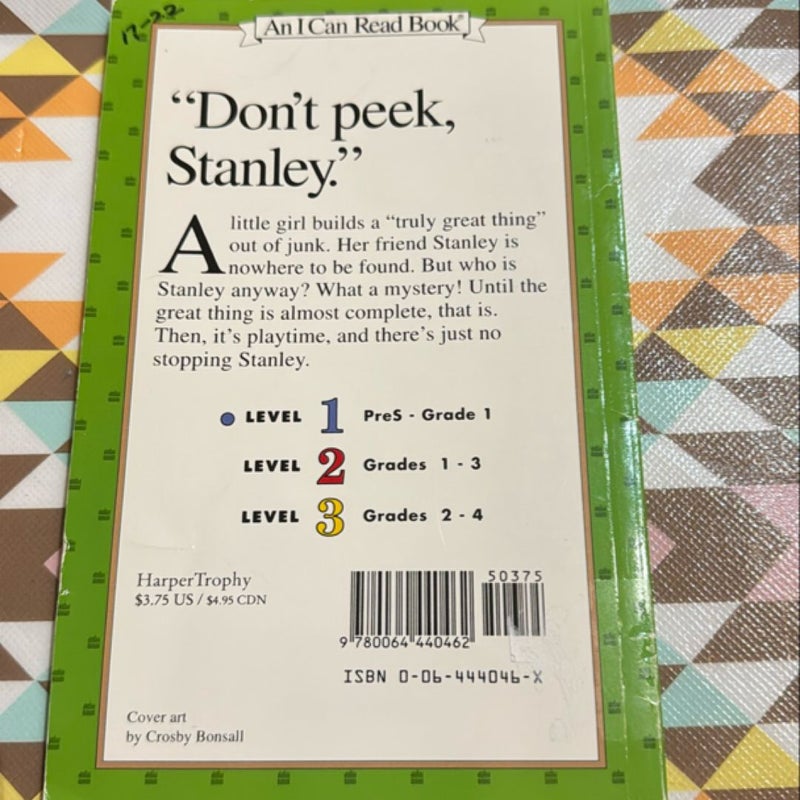 17-22
An I Can Read Book®
“Don’t peek,
Stanley.”
A little girl builds a “truly great thing”
out of junk. Her friend Stanley is
nowhere to be found. But who is
Stanley anyway? What a mystery! Until the
great thing is almost complete, that is.
Then, it’s playtime, and there’s just no
stopping Stanley.
LEVEL 1 PreS - Grade 1
LEVEL 2 Grades 1 - 3
LEVEL 3 Grades 2 - 4
HarperTrophy
$3.75 US / $4.95 CDN
50375
9 780064 440462
ISBN 0-06-444046-X
Cover art
by Crosby Bonsall